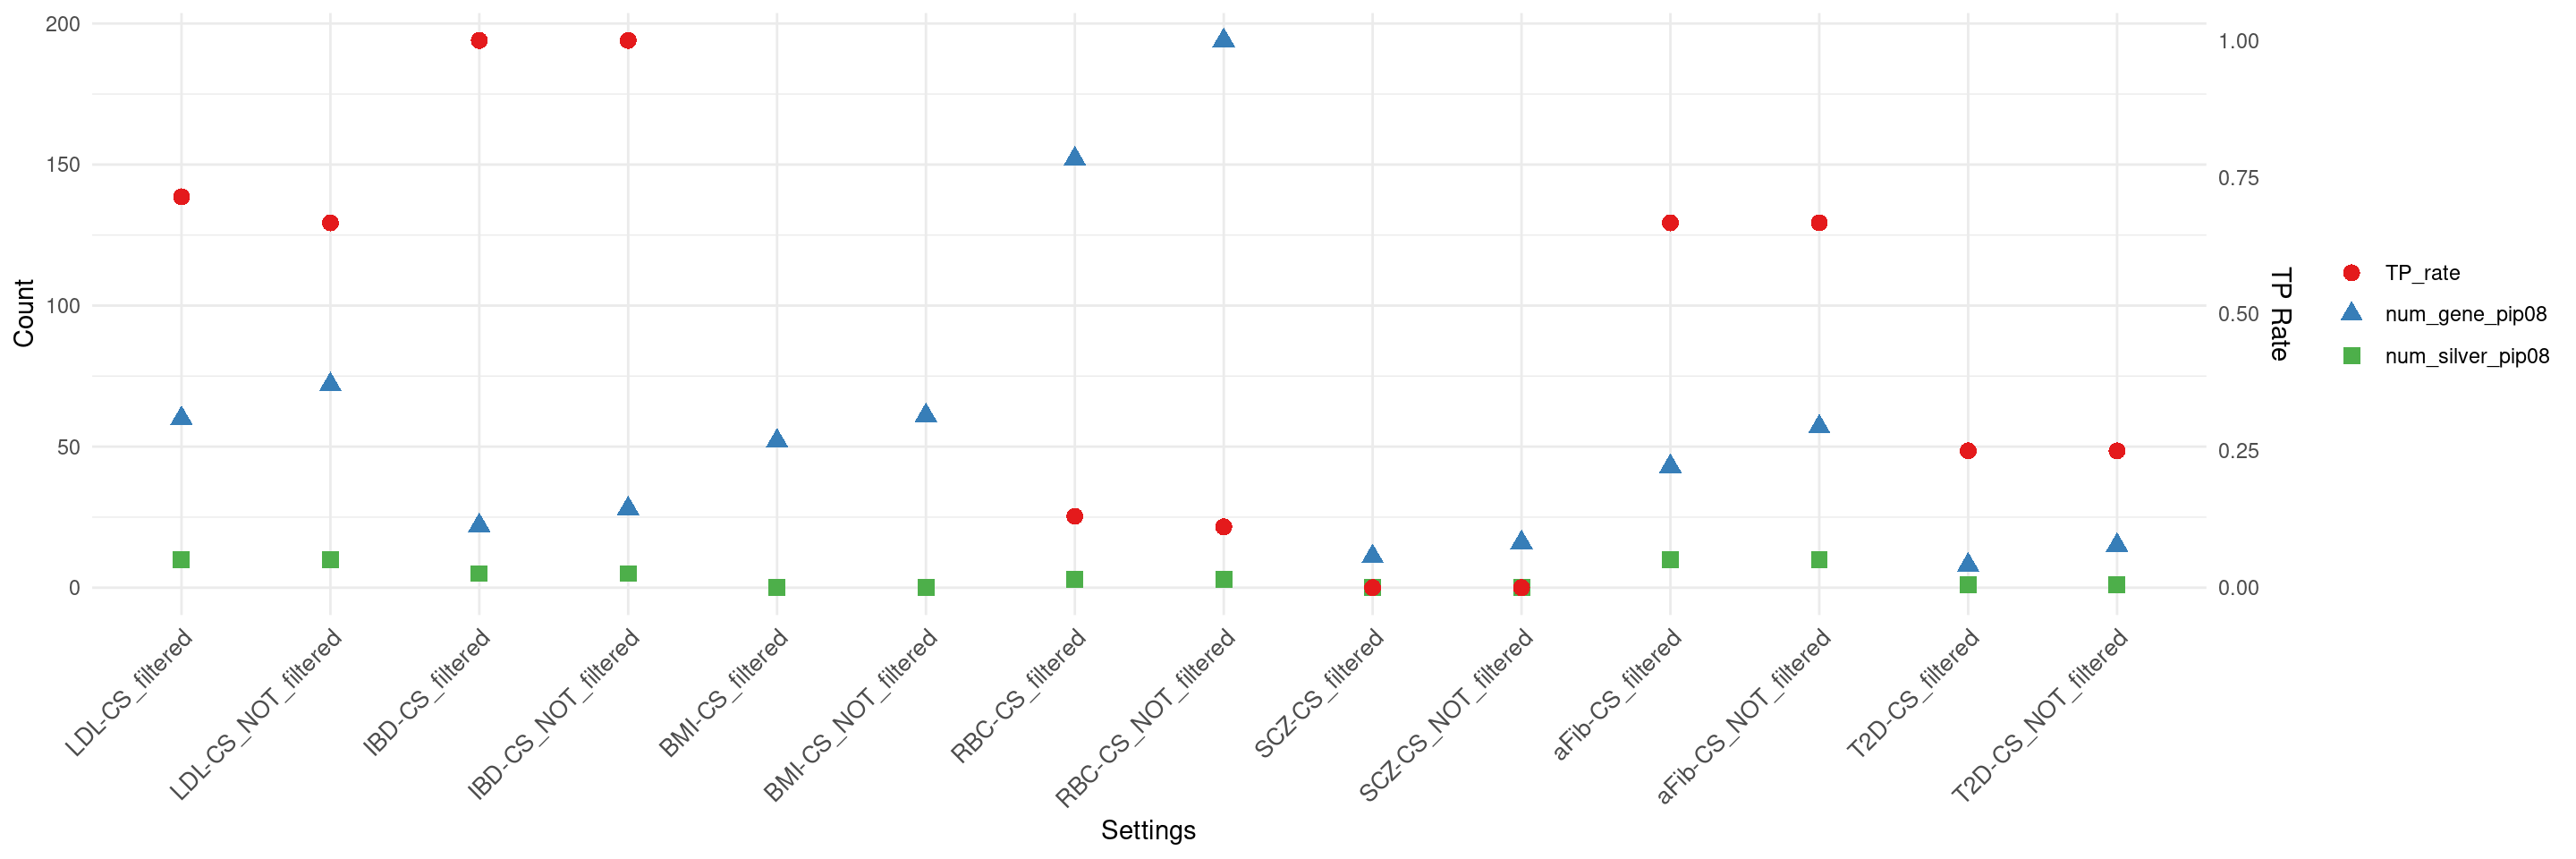 Count
200
150
100
50
0
1.00
0.75
0.50
0.25
0.00
TP Rate
TP_rate
num_gene_pip08
num_silver_pip08
LDL-CS_filtered
LDL-CS_NOT_filtered
IBD-CS_filtered
IBD-CS_NOT_filtered
BMI-CS_filtered
BMI-CS_NOT_filtered
RBC-CS_filtered
RBC-CS_NOT_filtered
SCZ-CS_filtered
SCZ-CS_NOT_filtered
aFib-CS_filtered
aFib-CS_NOT_filtered
T2D-CS_filtered
T2D-CS_NOT_filtered
Settings